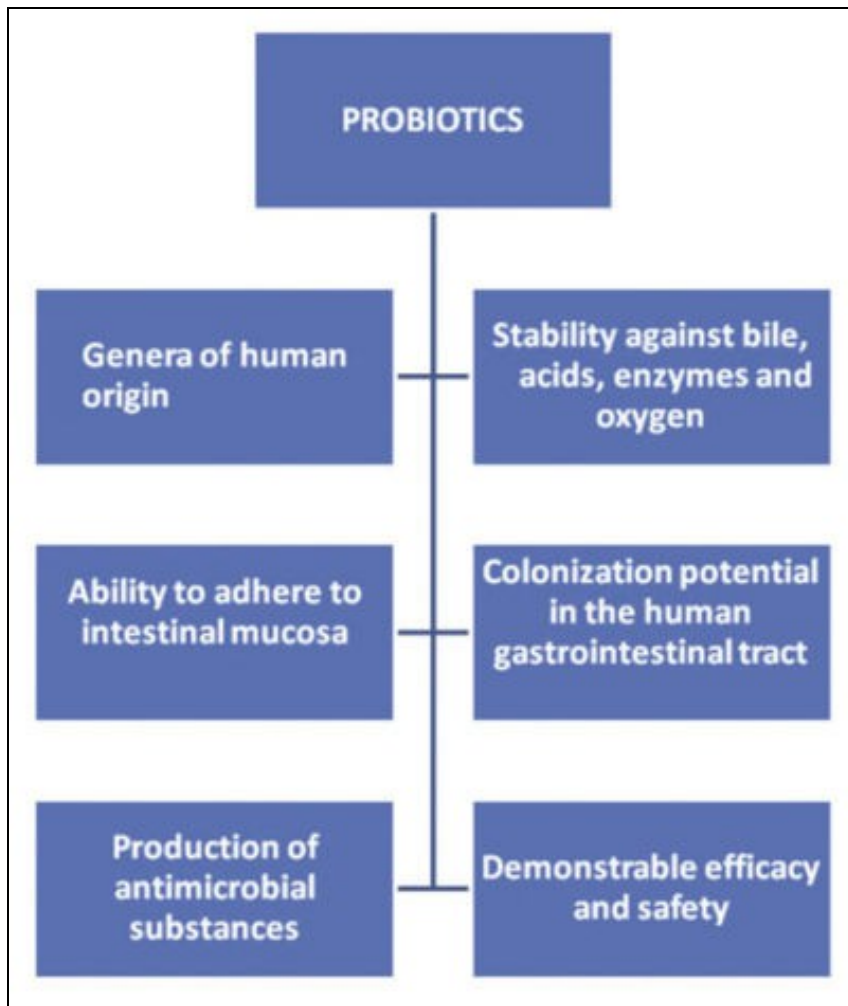 PROBIOTICS
Genera of human
origin
Stability against bile,
acids, enzymes and
oxygen
Ability to adhere to
intestinal mucosa
Colonization potential
in the human
gastrointestinal tract
Production of
antimicrobial
substances
Demonstrable efficacy
and safety